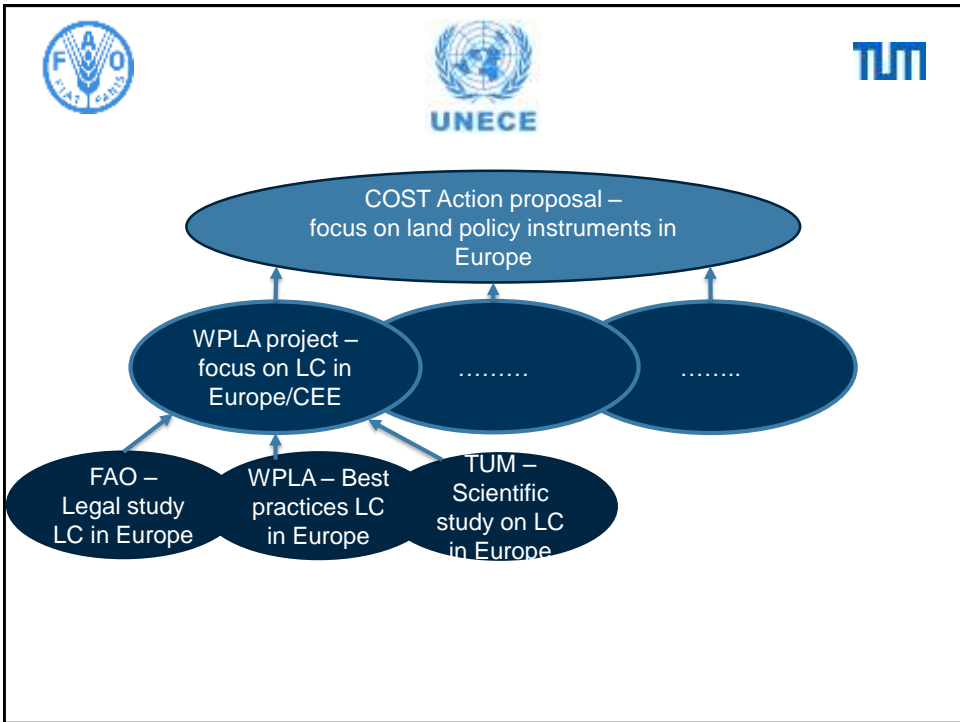 F A O
FIAT PANIS
UNECE
TUM
COST Action proposal –
focus on land policy instruments in
Europe
WPLA project –
focus on LC in
Europe/CEE
………
……..
FAO –
Legal study
LC in Europe
WPLA – Best
practices LC
in Europe
TUM –
Scientific
study on LC
in Europe